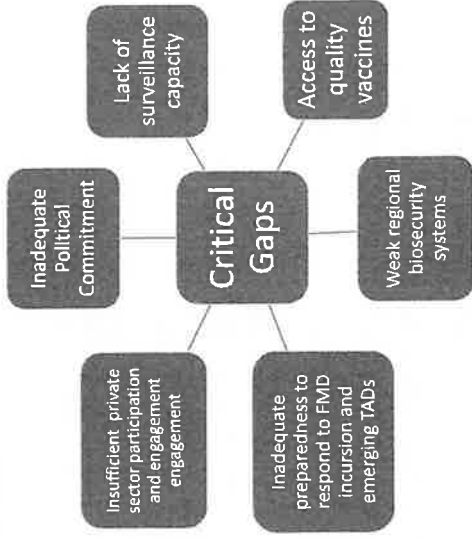 Inadequate
Political
Commitment
Lack of
surveillance
capacity
Access to
quality
vaccines
Weak regional
biosecurity
systems
Inadequate
preparedness to
respond to FMD
incursion and
emerging TADs
Insufficient private
sector participation
and engagement
engagement
Critical
Gaps